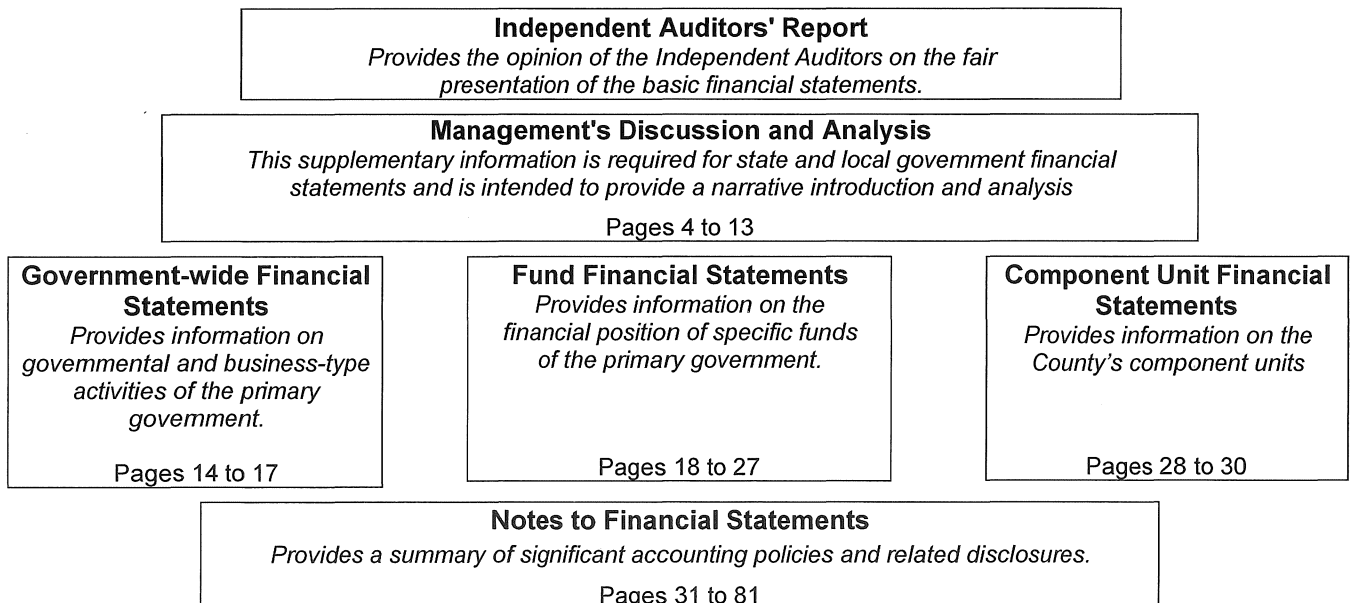 Independent Auditors' Report
Provides the opinion of the Independent Auditors on the fair
presentation of the basic financial statements.
Management's Discussion and Analysis
This supplementary information is required for state and local government financial
statements and is intended to provide a narrative introduction and analysis
Pages 4 to 13
Government-wide Financial
Statements
Provides information on
governmental and business-type
activities of the primary
government.
Pages 14 to 17
Fund Financial Statements
Provides information on the
financial position of specific funds
of the primary government.
Pages 18 to 27
Component Unit Financial
Statements
Provides information on the
County's component units
Pages 28 to 30
Notes to Financial Statements
Provides a summary of significant accounting policies and related disclosures.
Pages 31 to 81